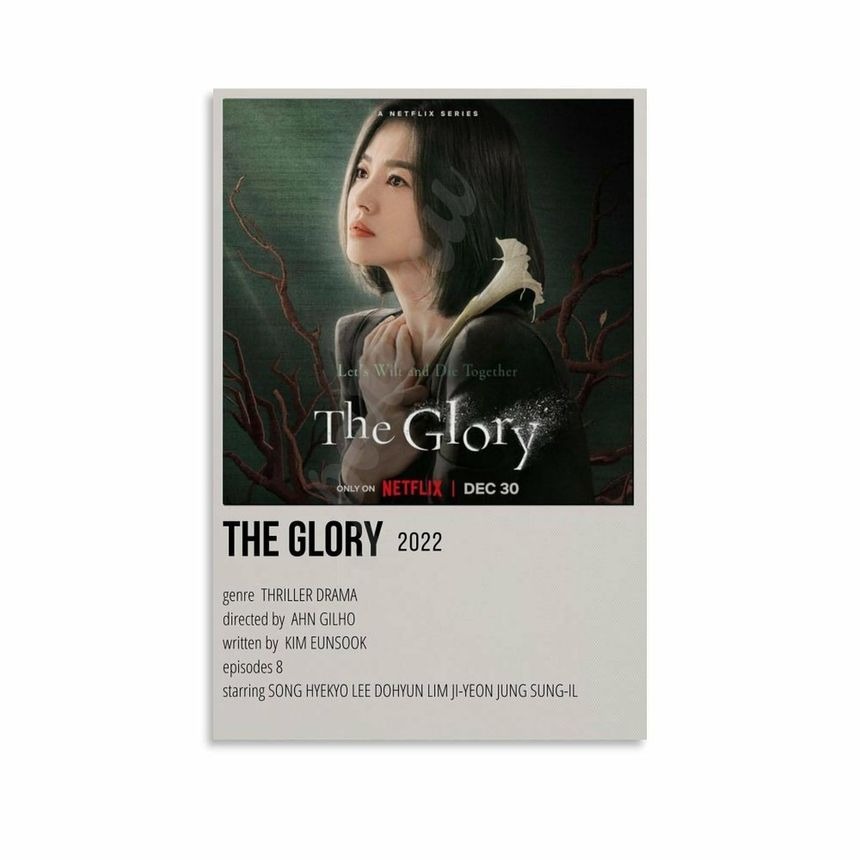 A NETFLIX SERIES
Let's Wilt and Die Together
The Glory
ONLY ON NETFLIX | DEC 30
THE GLORY 2022
genre THRILLER DRAMA
directed by AHN GILHO
written by KIM EUNSOOK
episodes 8
starring SONG HYEKYO LEE DOHYUN LIM JI-YEON JUNG SUNG-IL